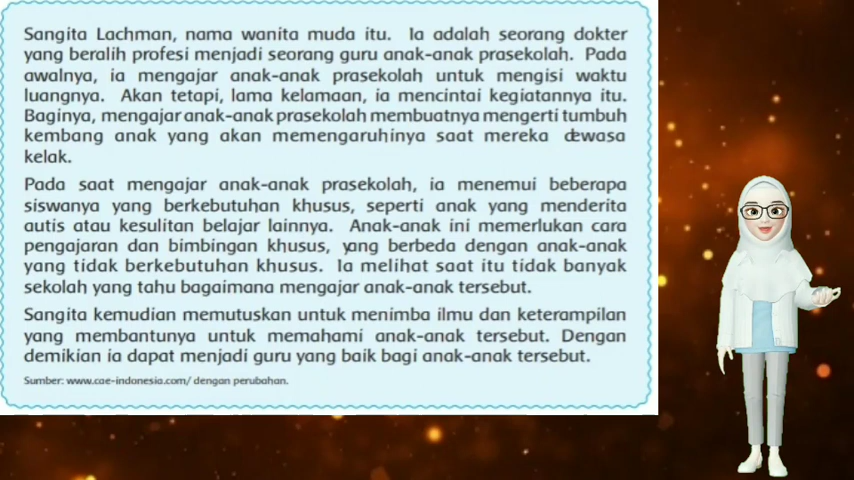 Sangita Lachman, nama wanita muda itu. Ia adalah seorang dokter
yang beralih profesi menjadi seorang guru anak-anak prasekolah. Pada
awalnya, ia mengajar anak-anak prasekolah untuk mengisi waktu
luangnya. Akan tetapi, lama kelamaan, ia mencintai kegiatannya itu.
Baginya, mengajar anak-anak prasekolah membuatnya mengerti tumbuh
kembang anak yang akan memengaruhinya saat mereka dewasa
kelak.
Pada saat mengajar anak-anak prasekolah, ia menemui beberapa
siswanya yang berkebutuhan khusus, seperti anak yang menderita
autis atau kesulitan belajar lainnya. Anak-anak ini memerlukan cara
pengajaran dan bimbingan khusus, yang berbeda dengan anak-anak
yang tidak berkebutuhan khusus. Ia melihat saat itu tidak banyak
sekolah yang tahu bagaimana mengajar anak-anak tersebut.
Sangita kemudian memutuskan untuk menimba ilmu dan keterampilan
yang membantunya untuk memahami anak-anak tersebut. Dengan
demikian ia dapat menjadi guru yang baik bagi anak-anak tersebut.
Sumber: www.cae-indonesia.com/ dengan perubahan.